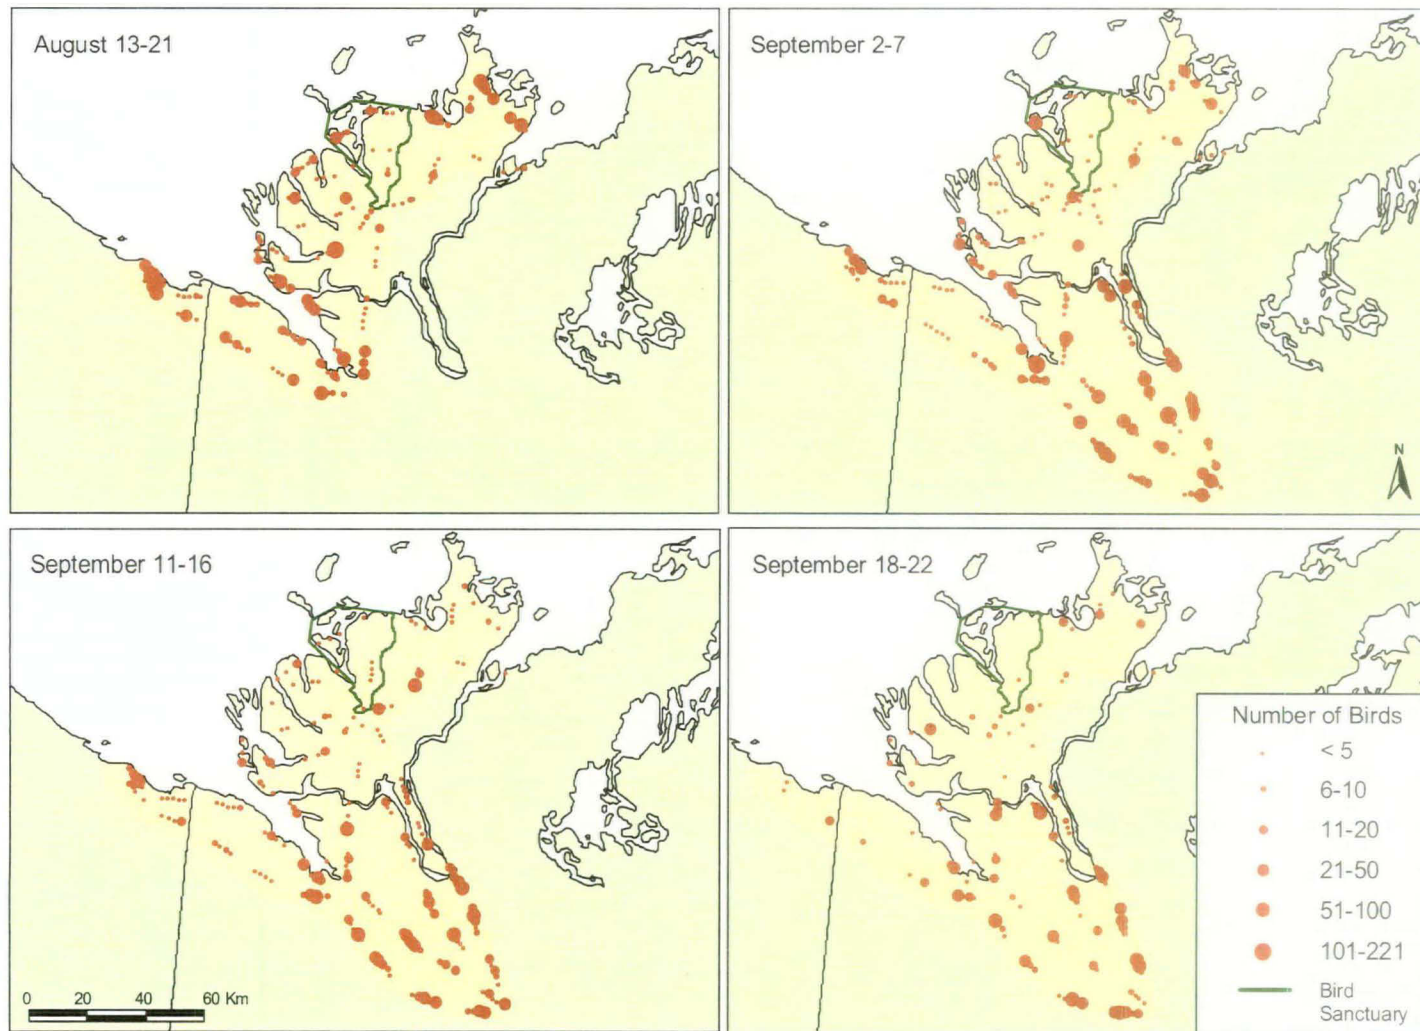 August 13-21
September 2-7
N
September 11-16
September 18-22
0 20 40 60 Km
Number of Birds
< 5
6-10
11-20
21-50
51-100
101-221
Bird
Sanctuary